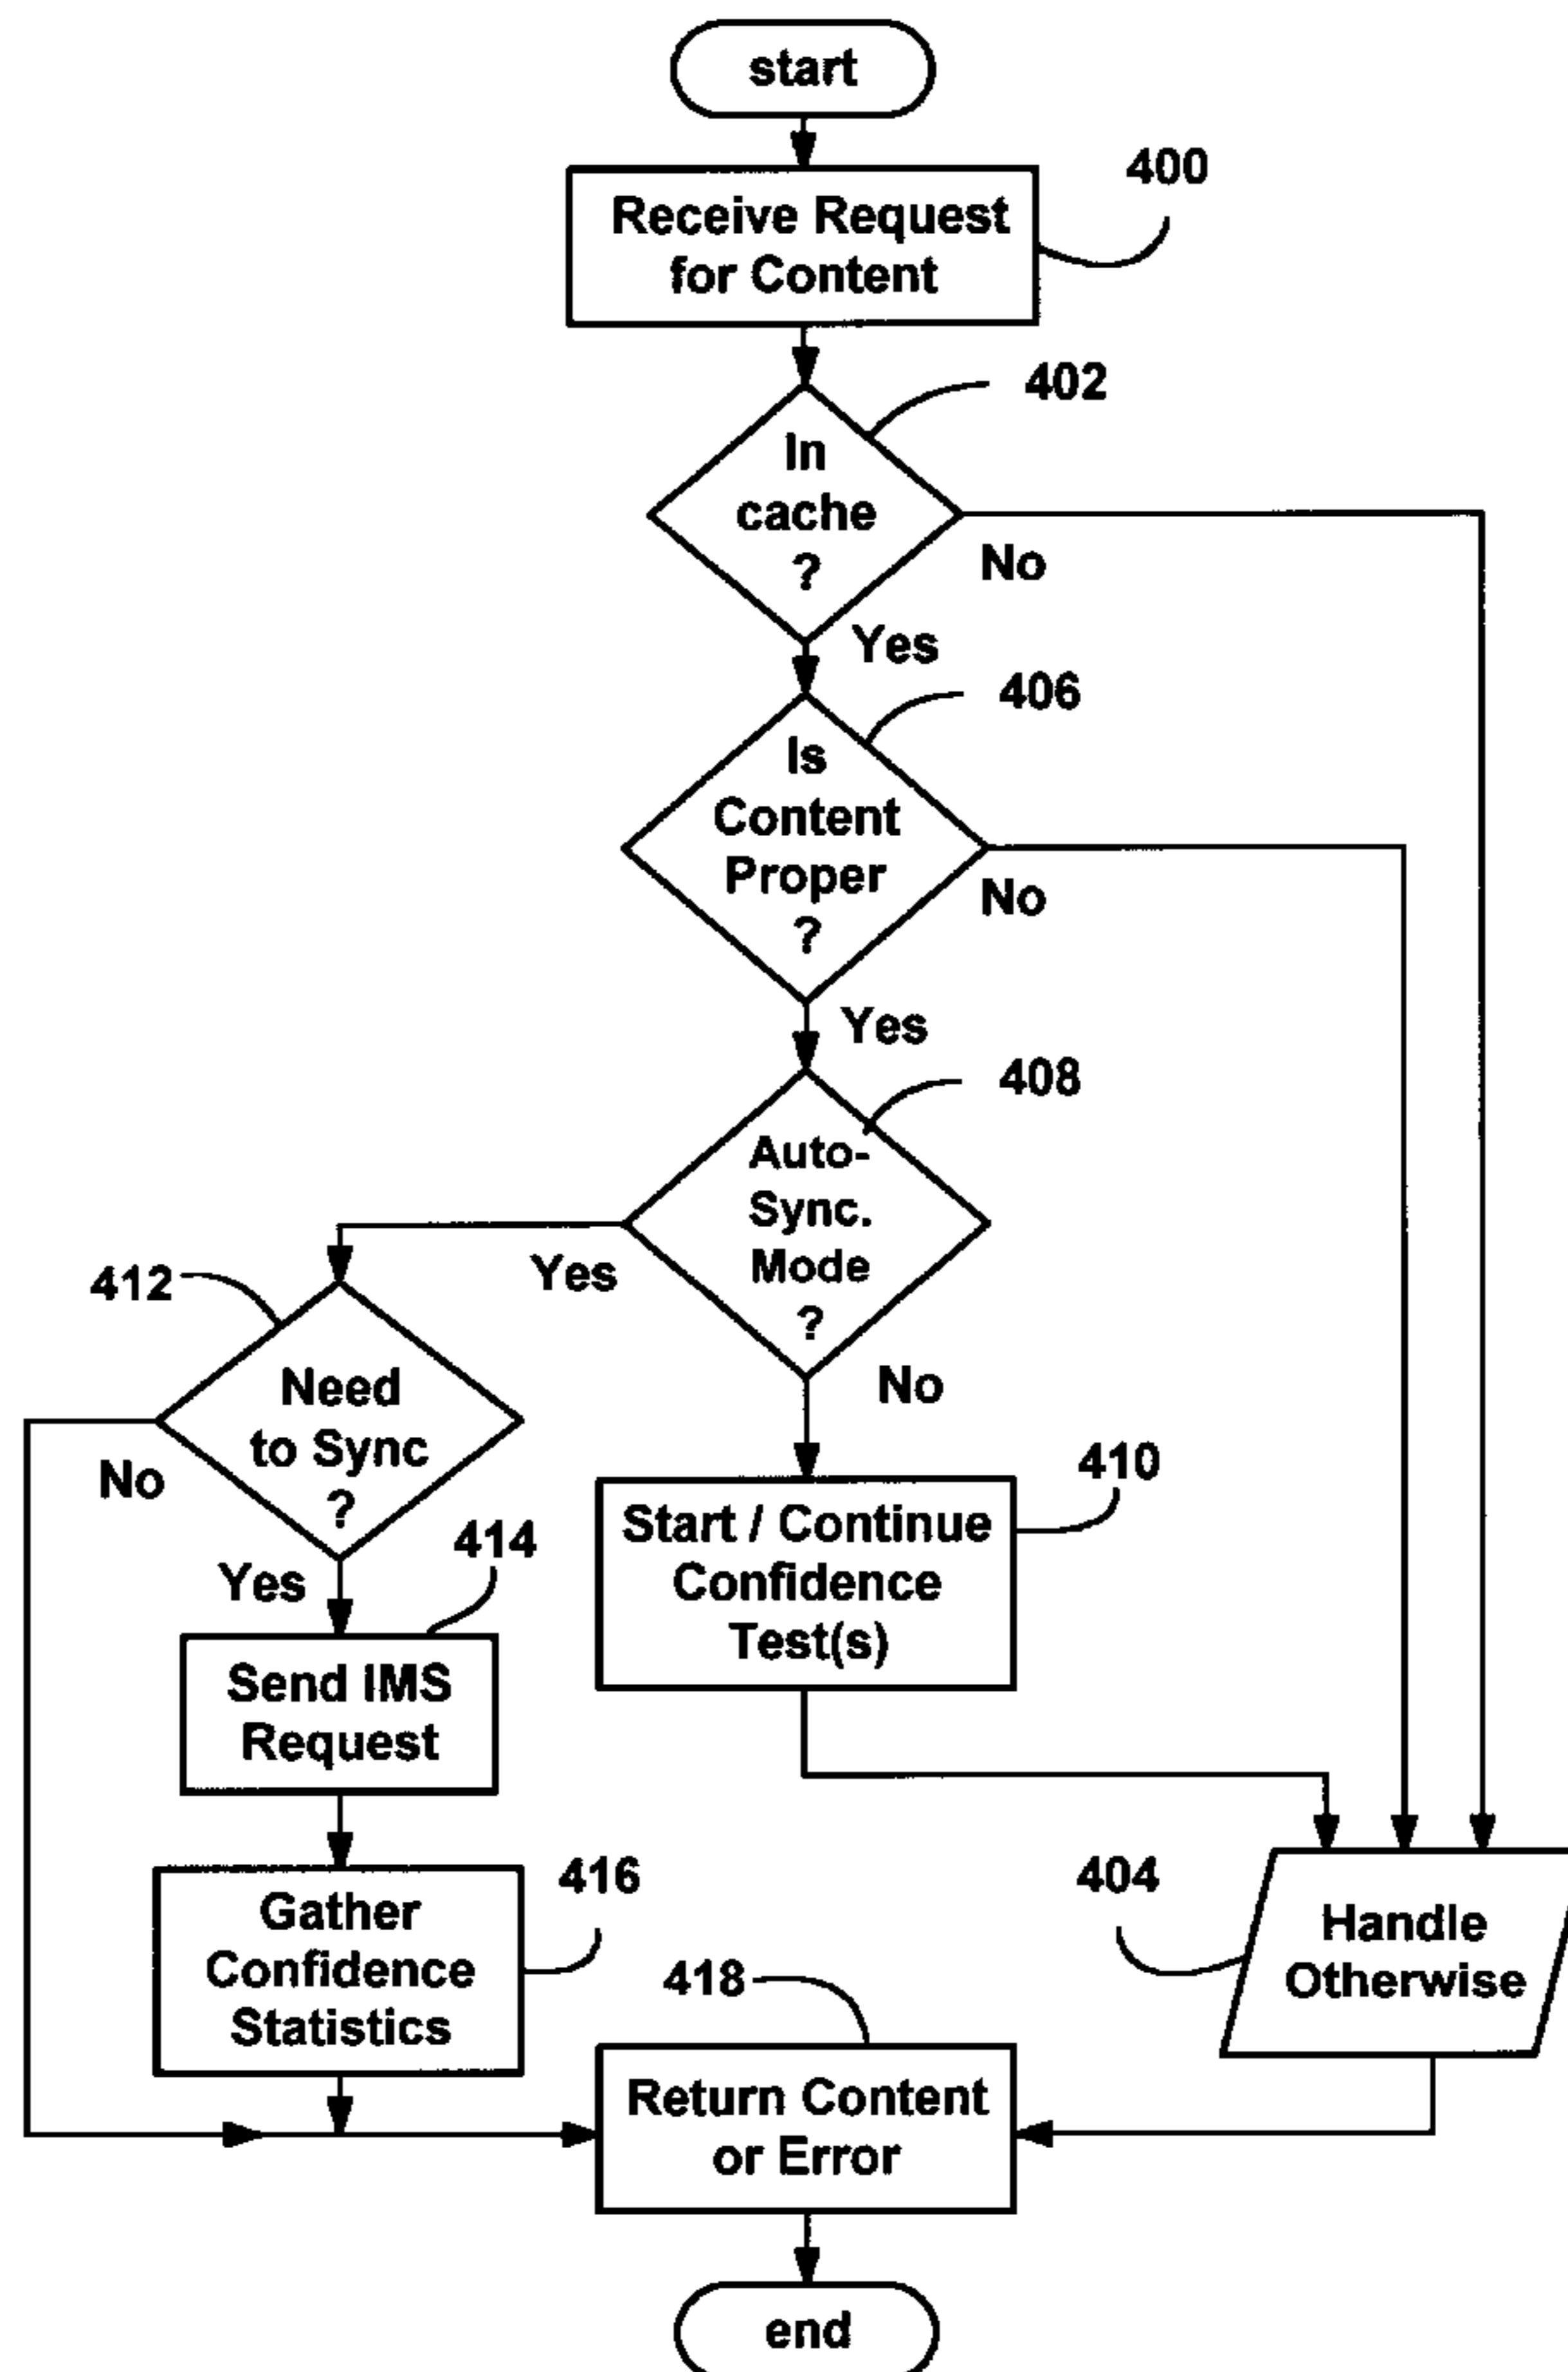 start
400
Receive Request
for Content
402
In
cache
?
No
Yes
406
Is
Content
Proper
?
No
Yes
408
Auto-
Sync.
Mode
?
Yes
No
412
Need
to Sync
?
No
Yes
410
Start / Continue
Confidence
Test(s)
414
Send IMS
Request
416
Gather
Confidence
Statistics
404
Handle
Otherwise
418
Return Content
or Error
end